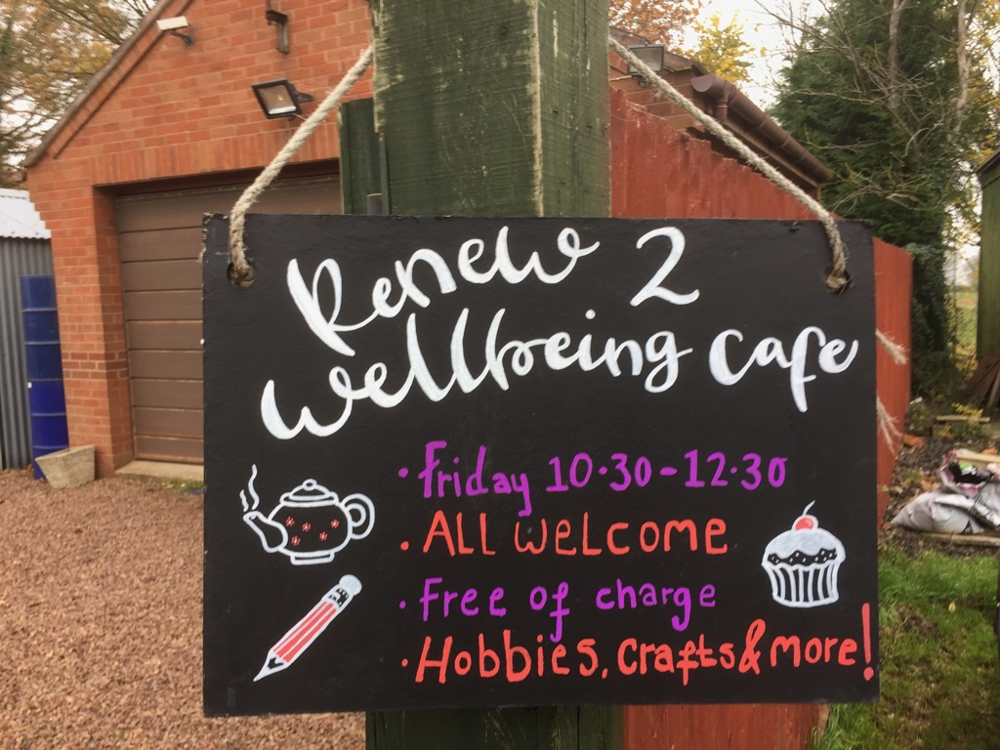 Renew 2
wellbeing cafe
· Friday 10·30-12·30
· All welcome
· Free of charge
· Hobbies, crafts & more!